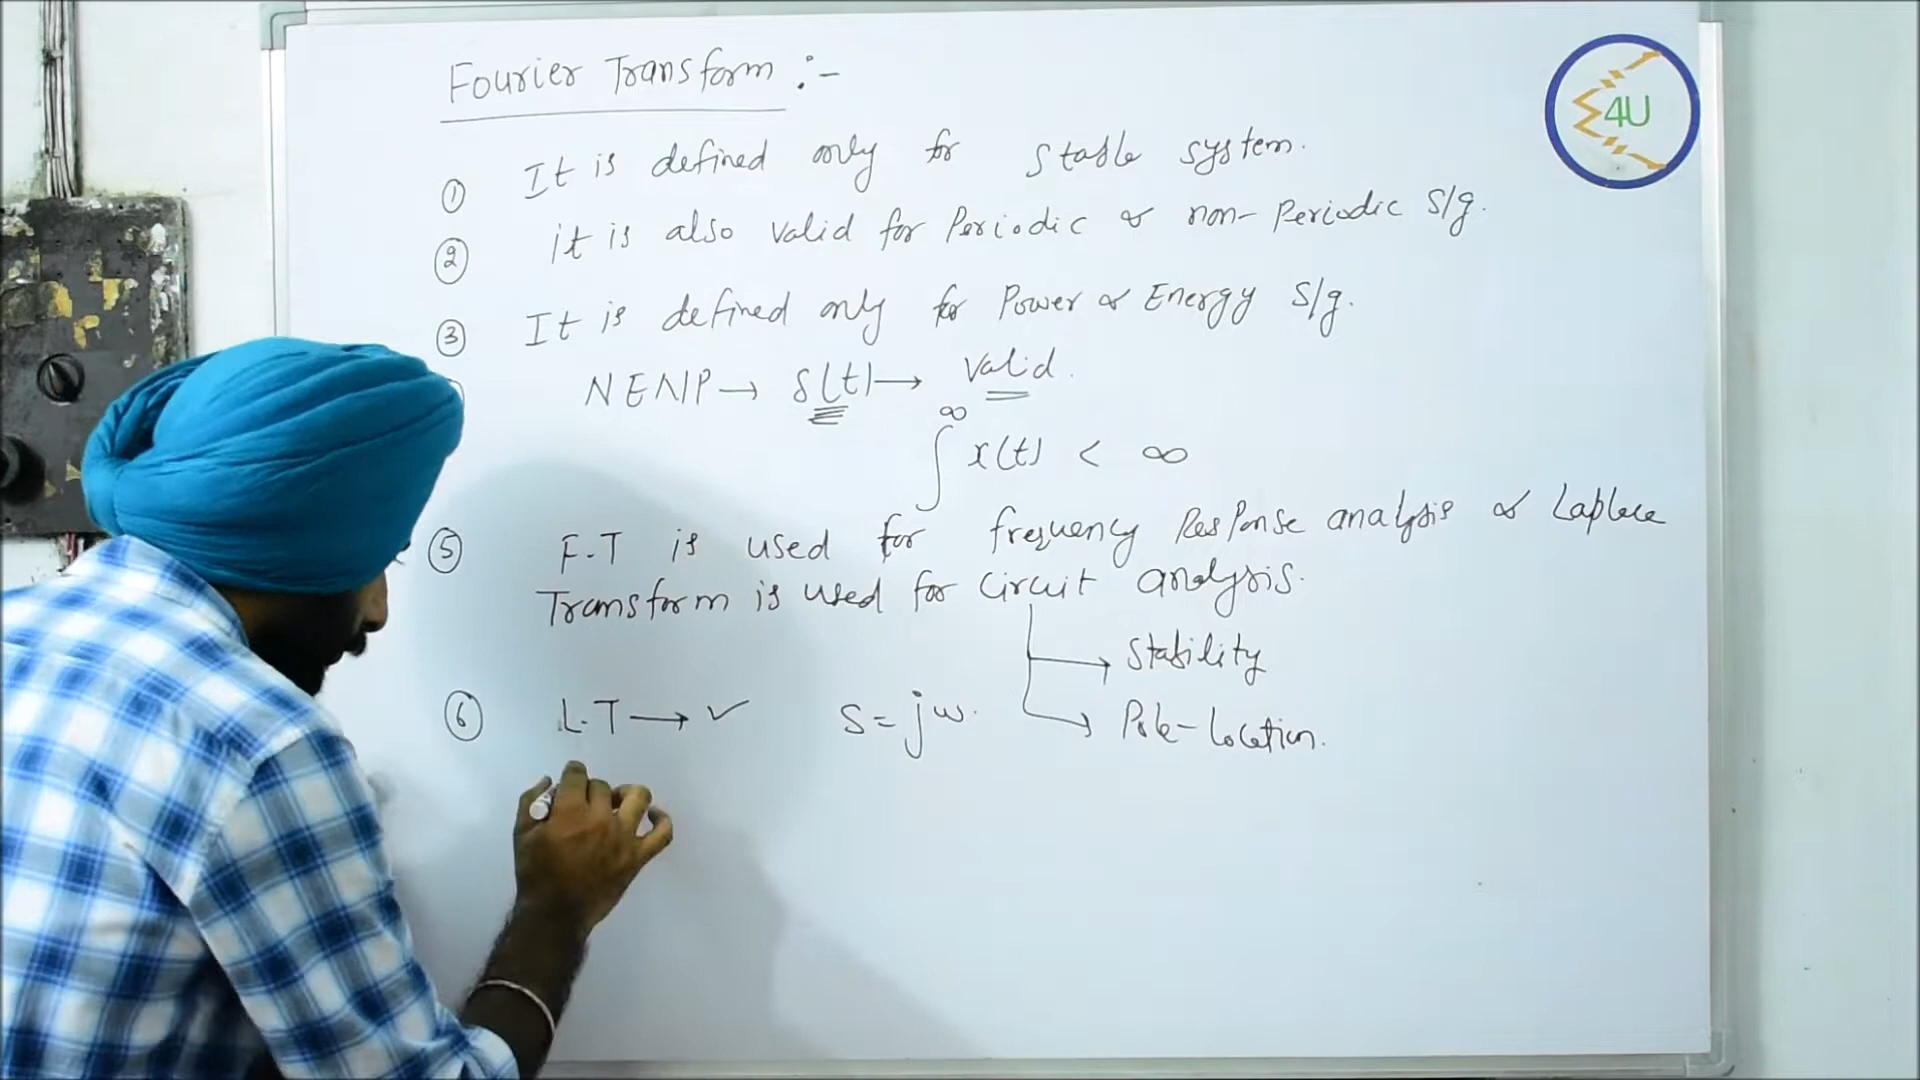 Fourier Transform :-
① It is defined only for stable system.
② it is also valid for Periodic & non-Periodic S/g.
③ It is defined only for Power & Energy S/g.
NENP → δ(t) → Valid.
∫^∞ x(t) < ∞
⑤ F.T is used for frequency Response analysis & Laplace
Transform is used for Circuit analysis.
→ Stability
⑥ L.T → ✓ S = jω.
→ Pole-Location.
4U